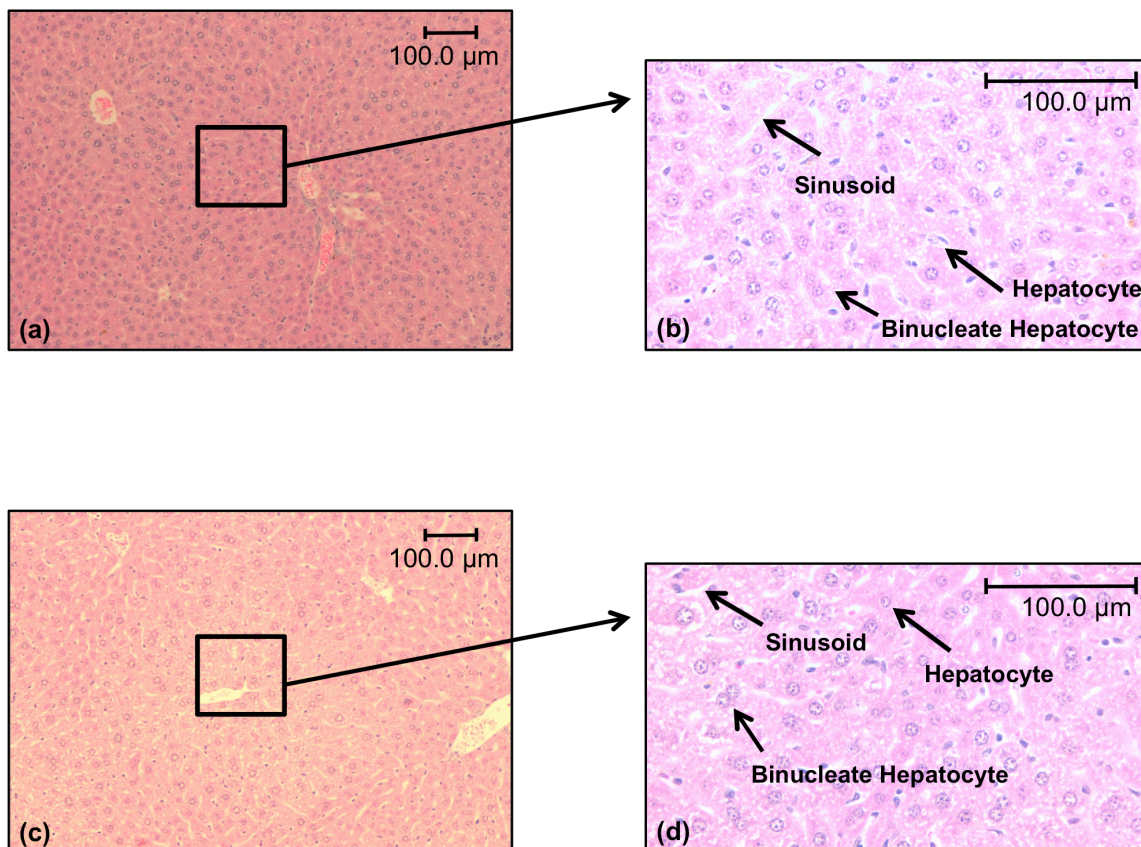 100.0 µm
(a)
100.0 µm
Sinusoid
Hepatocyte
Binucleate Hepatocyte
(b)
100.0 µm
(c)
100.0 µm
Sinusoid
Hepatocyte
Binucleate Hepatocyte
(d)